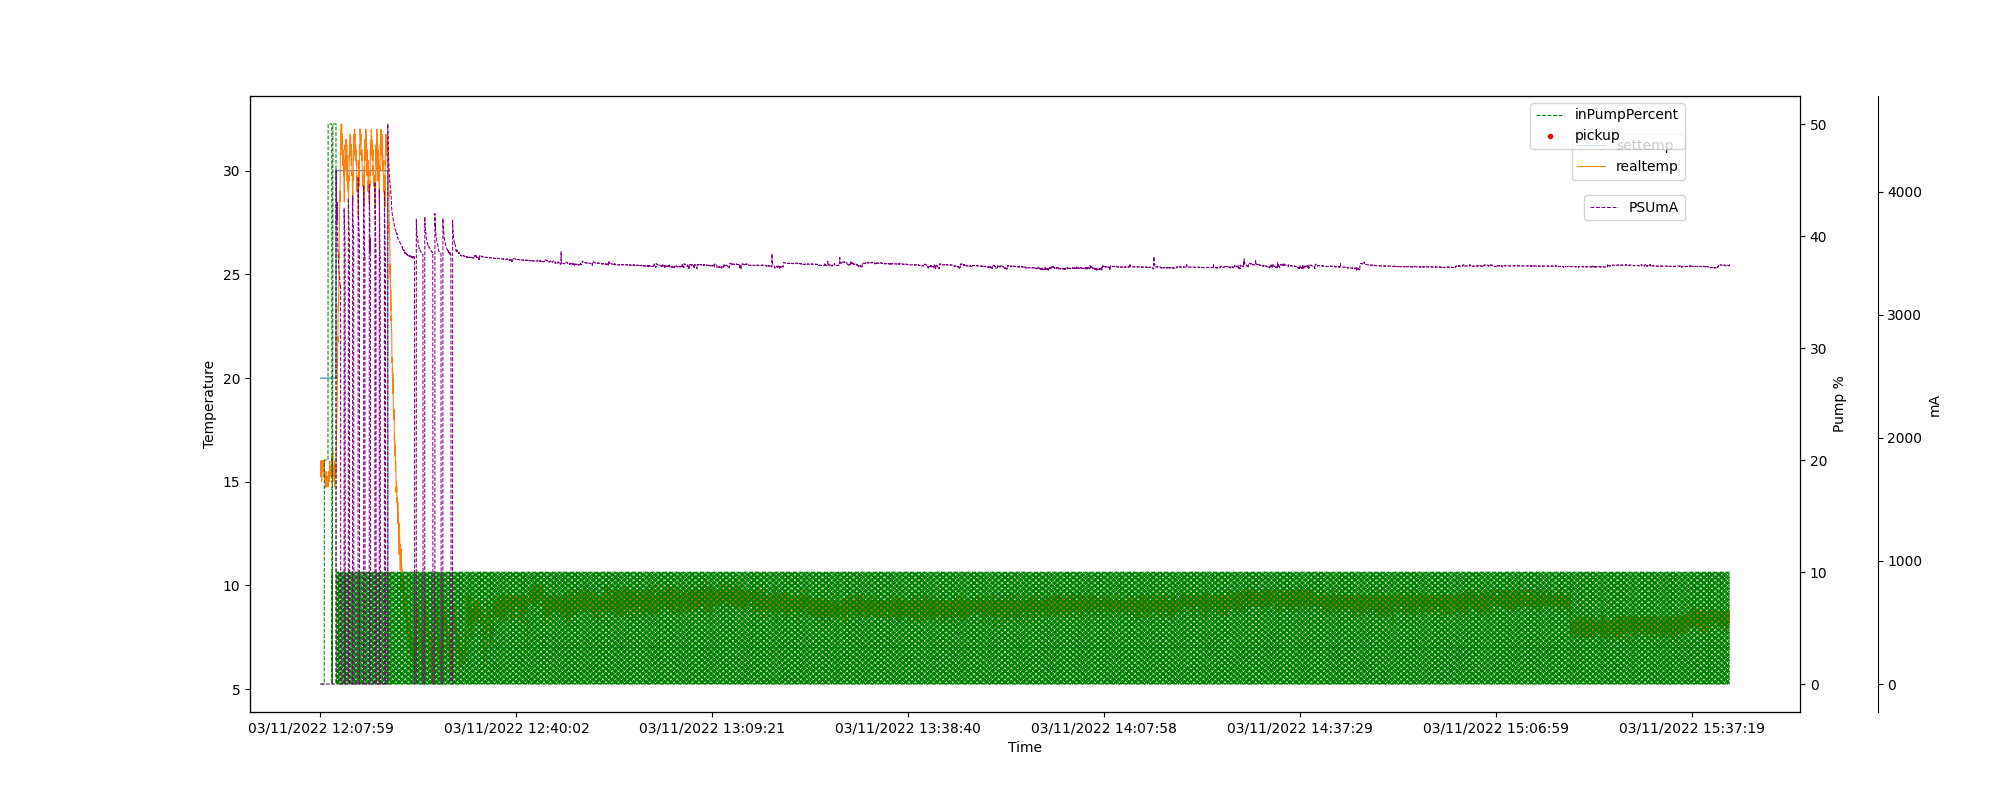 inPumpPercent
pickup
settemp
realtemp
PSUmA
30
25
20
15
10
5
Temperature
50
40
30
20
10
0
Pump %
4000
3000
2000
1000
0
mA
03/11/2022 12:07:59
03/11/2022 12:40:02
03/11/2022 13:09:21
03/11/2022 13:38:40
03/11/2022 14:07:58
03/11/2022 14:37:29
03/11/2022 15:06:59
03/11/2022 15:37:19
Time